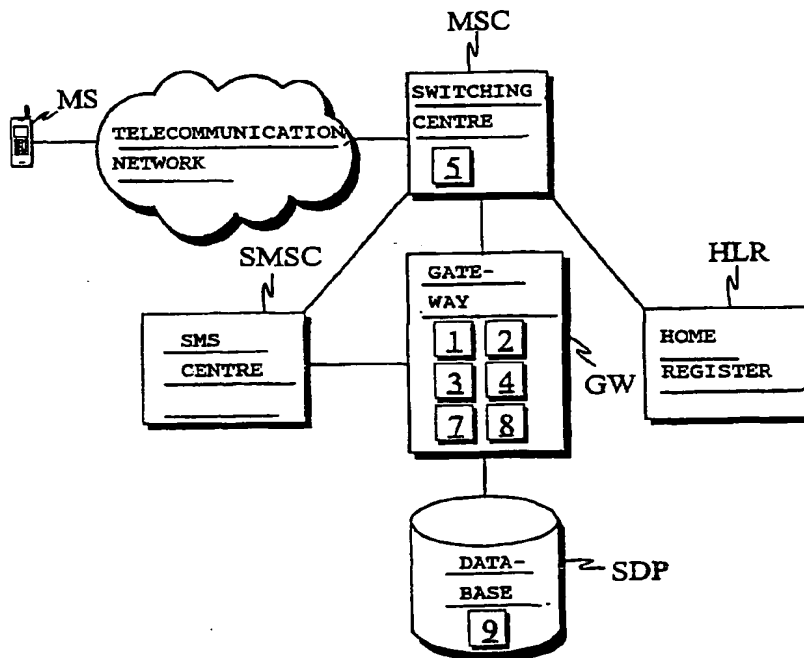 MSC
MS
SWITCHING
CENTRE
5
TELECOMMUNICATION
NETWORK
SMSC
HLR
GATE-
WAY
1 2
3 4
7 8
GW
SMS
CENTRE
HOME
REGISTER
DATA-
BASE
9
SDP